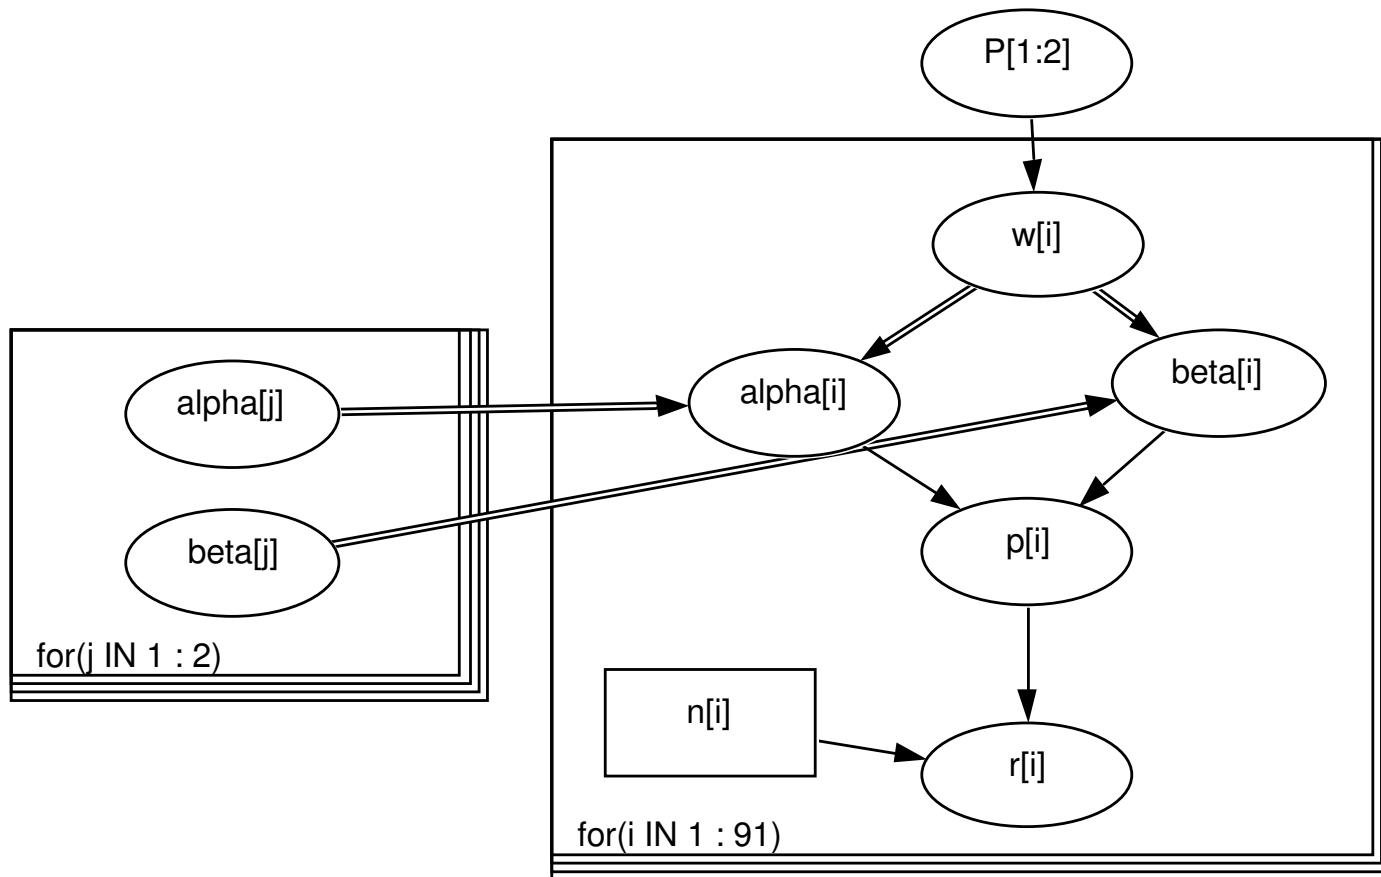 P[1:2]
w[i]
alpha[j]
alpha[i]
beta[i]
beta[j]
p[i]
for(j IN 1 : 2)
n[i]
r[i]
for(i IN 1 : 91)